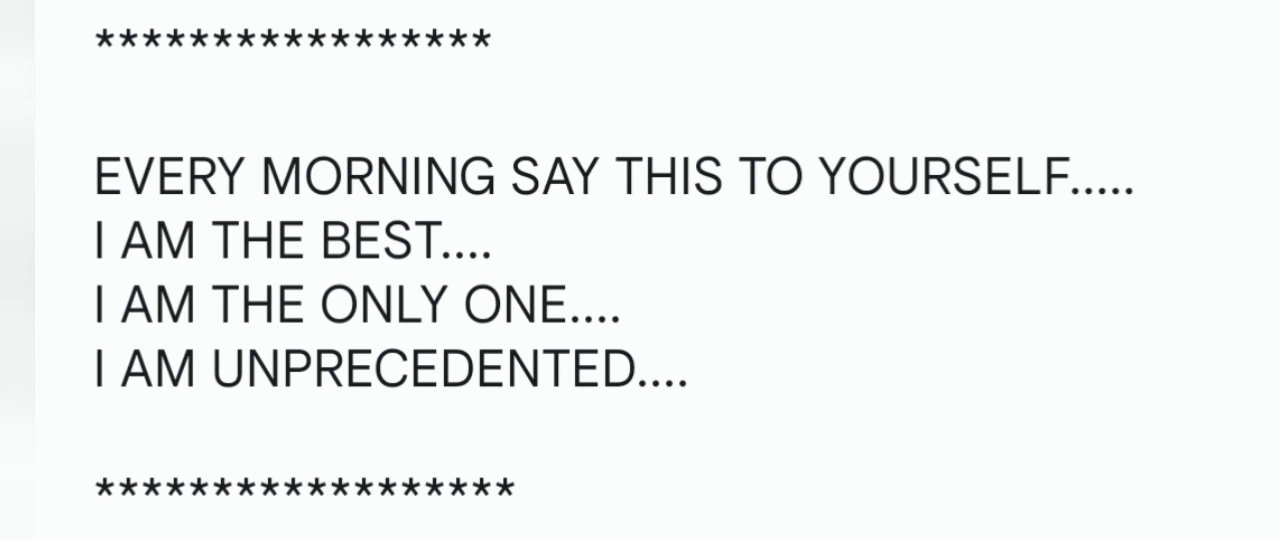 *****************
EVERY MORNING SAY THIS TO YOURSELF.....
I AM THE BEST....
I AM THE ONLY ONE....
I AM UNPRECEDENTED....
******************